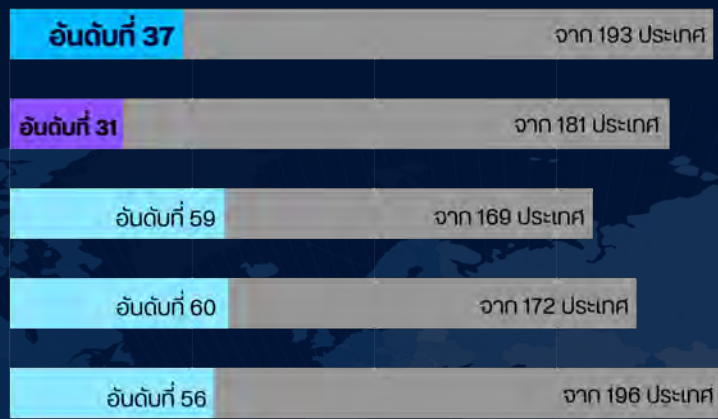 อันดับที่ 37 จาก 193 ประเทศ
อันดับที่ 31 จาก 181 ประเทศ
อันดับที่ 59 จาก 169 ประเทศ
อันดับที่ 60 จาก 172 ประเทศ
อันดับที่ 56 จาก 196 ประเทศ